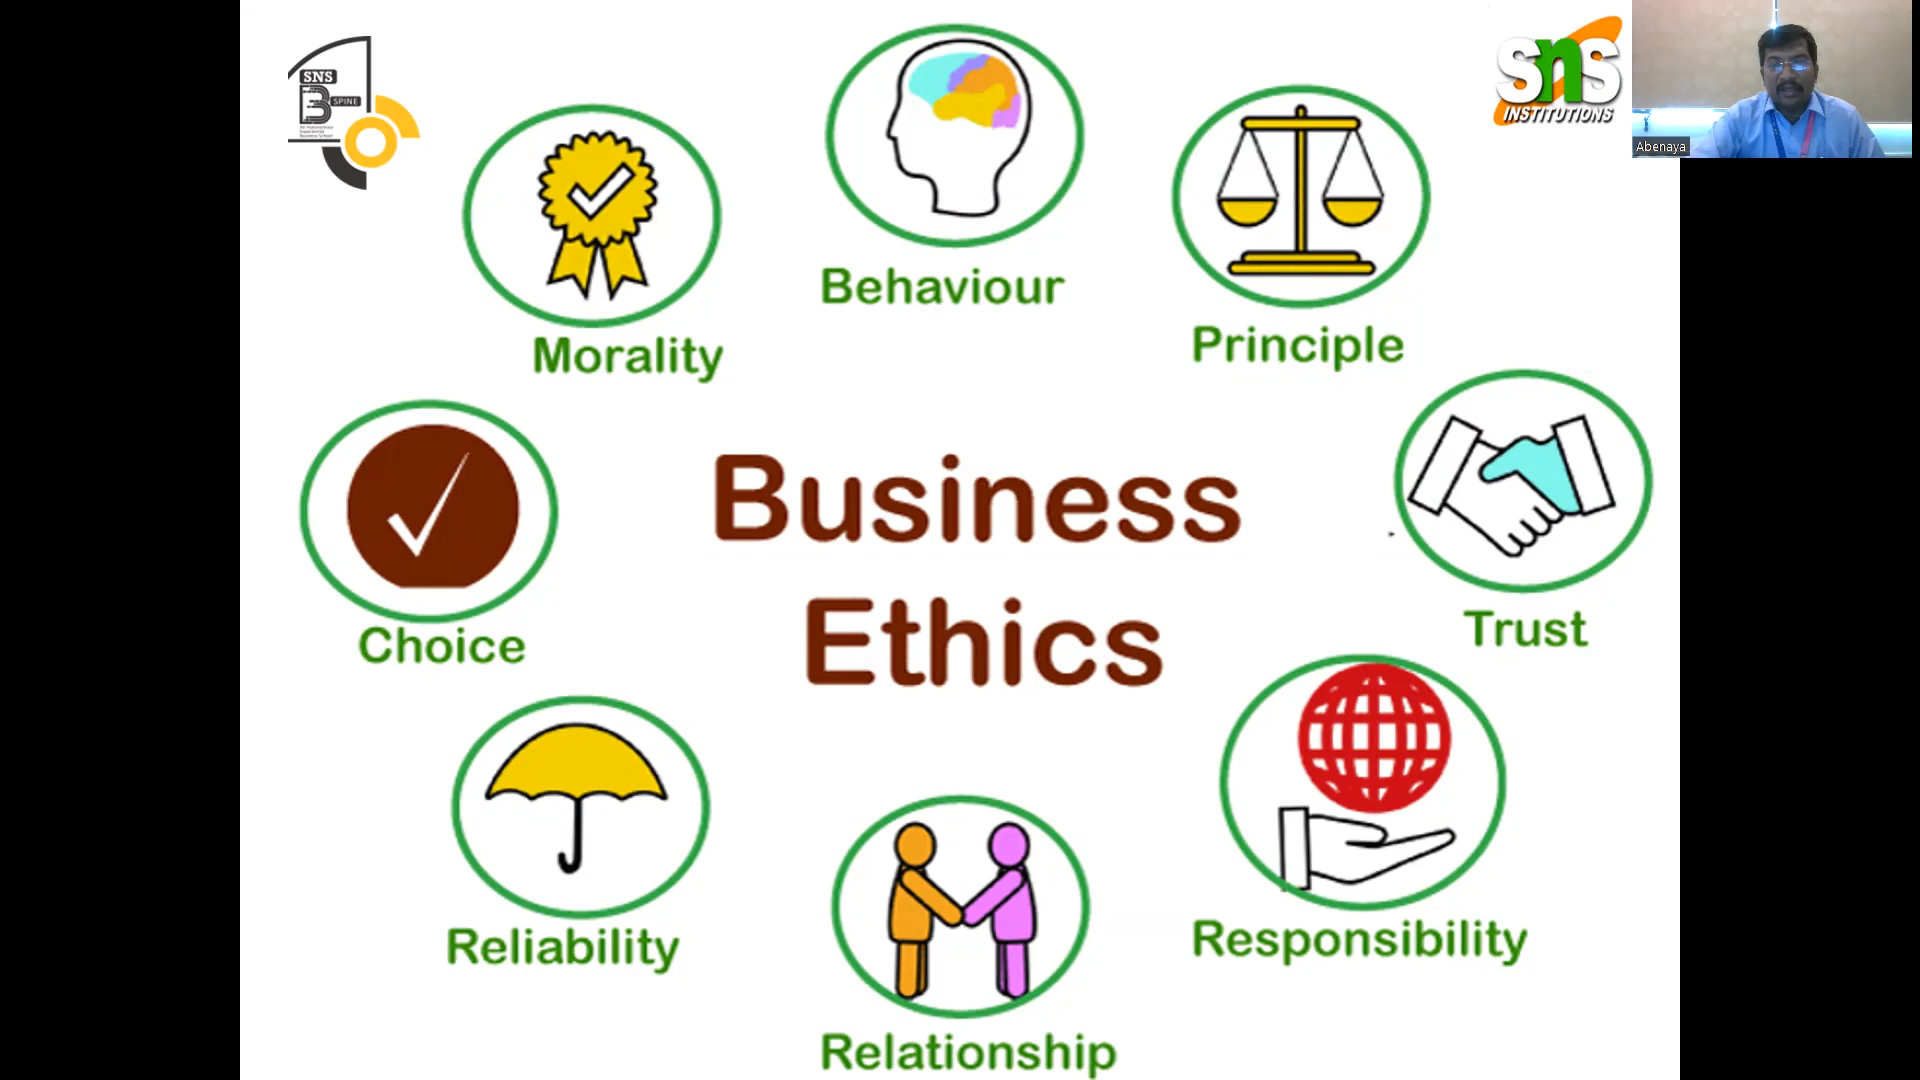 SNS
B
SPINE
SNS
INSTITUTIONS
Abenaya
Behaviour
Principle
Morality
Business
Ethics
Trust
Choice
Responsibility
Reliability
Relationship